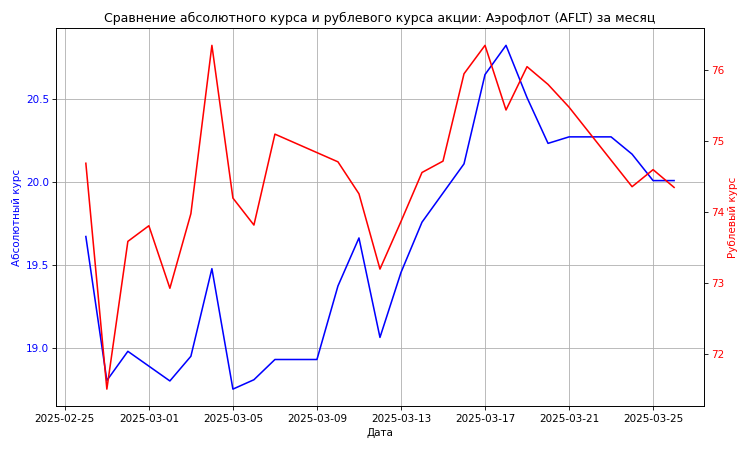 Сравнение абсолютного курса и рублевого курса акции: Аэрофлот (AFLT) за месяц
Абсолютный курс
20.5
20.0
19.5
19.0
76
75
74
73
72
Рублевый курс
2025-02-25 2025-03-01 2025-03-05 2025-03-09 2025-03-13 2025-03-17 2025-03-21 2025-03-25
Дата